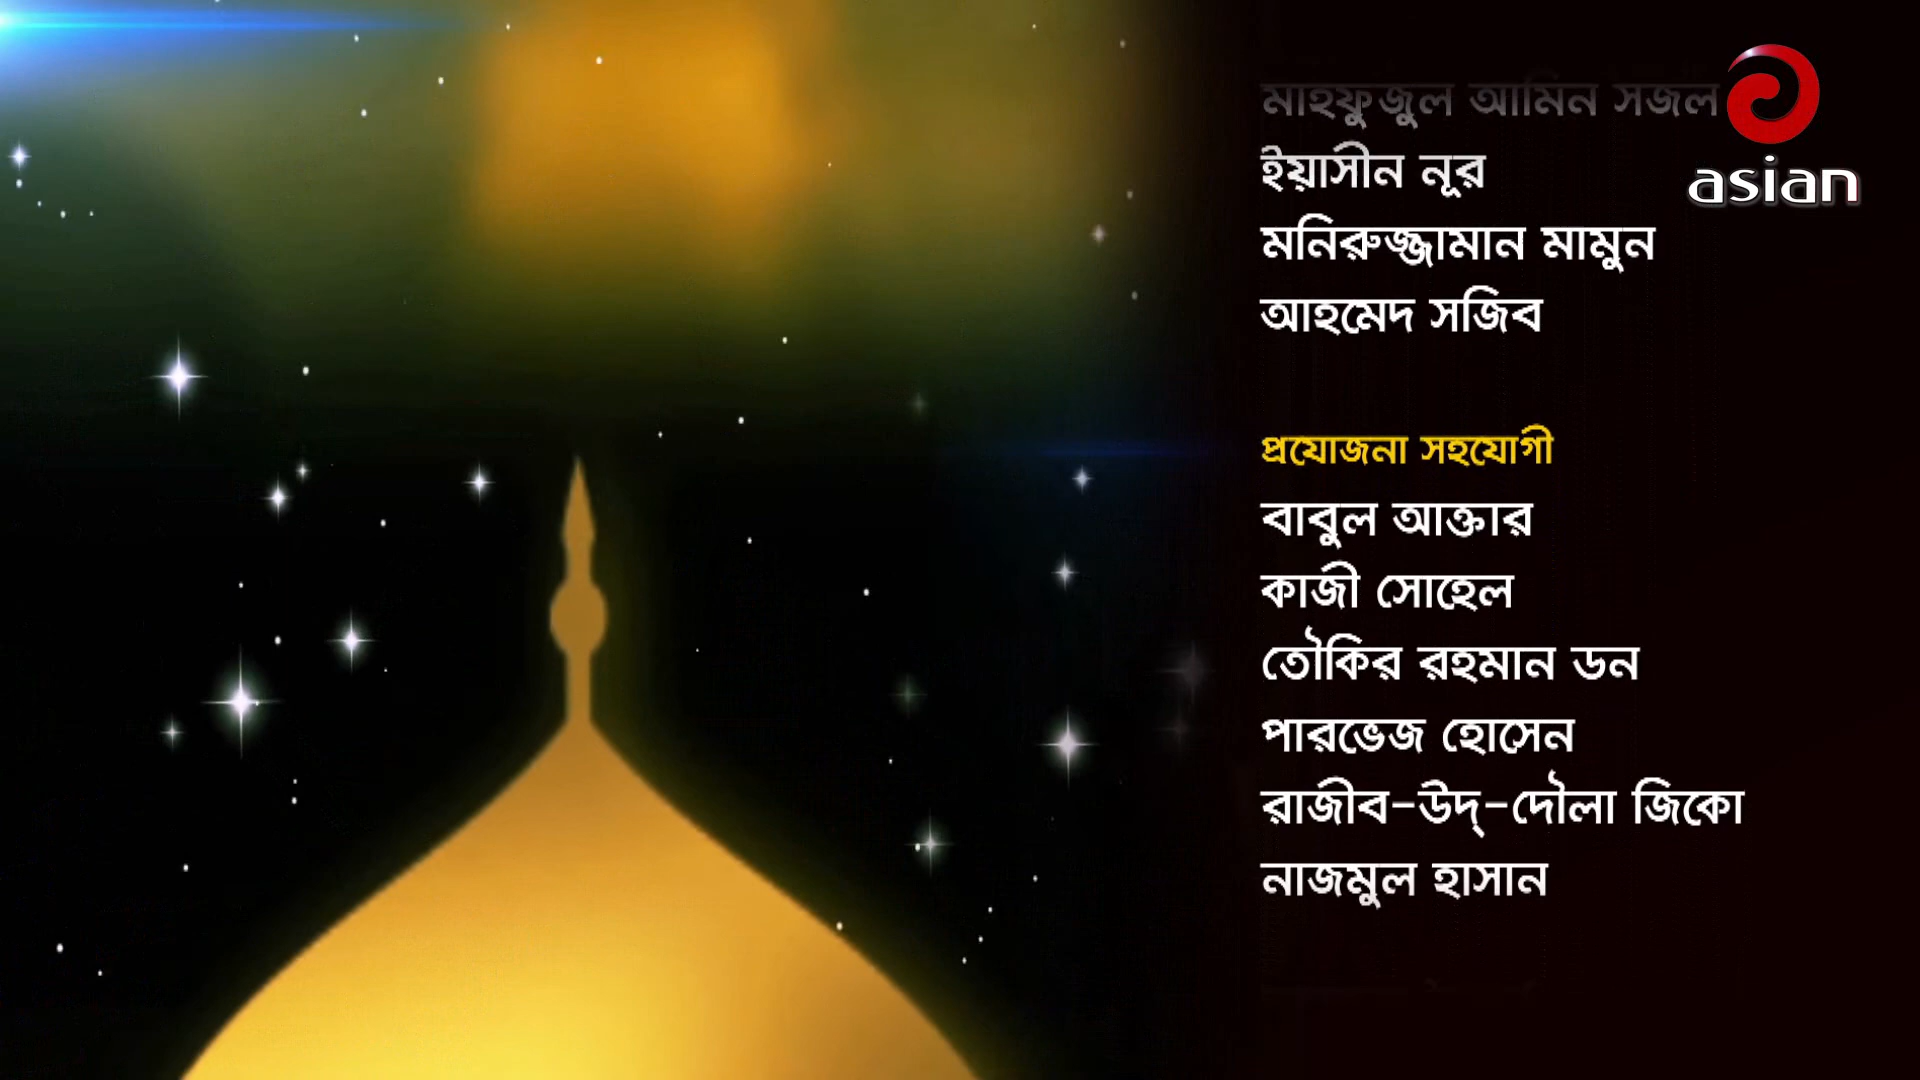 মাহফুজুল আমিন সজল
ইয়াসীন নূর
মনিরুজ্জামান মামুন
আহমেদ সজিব
প্রযোজনা সহযোগী
বাবুল আক্তার
কাজী সোহেল
তৌকির রহমান ডন
পারভেজ হোসেন
রাজীব-উদ্-দৌলা জিকো
নাজমুল হাসান
asian